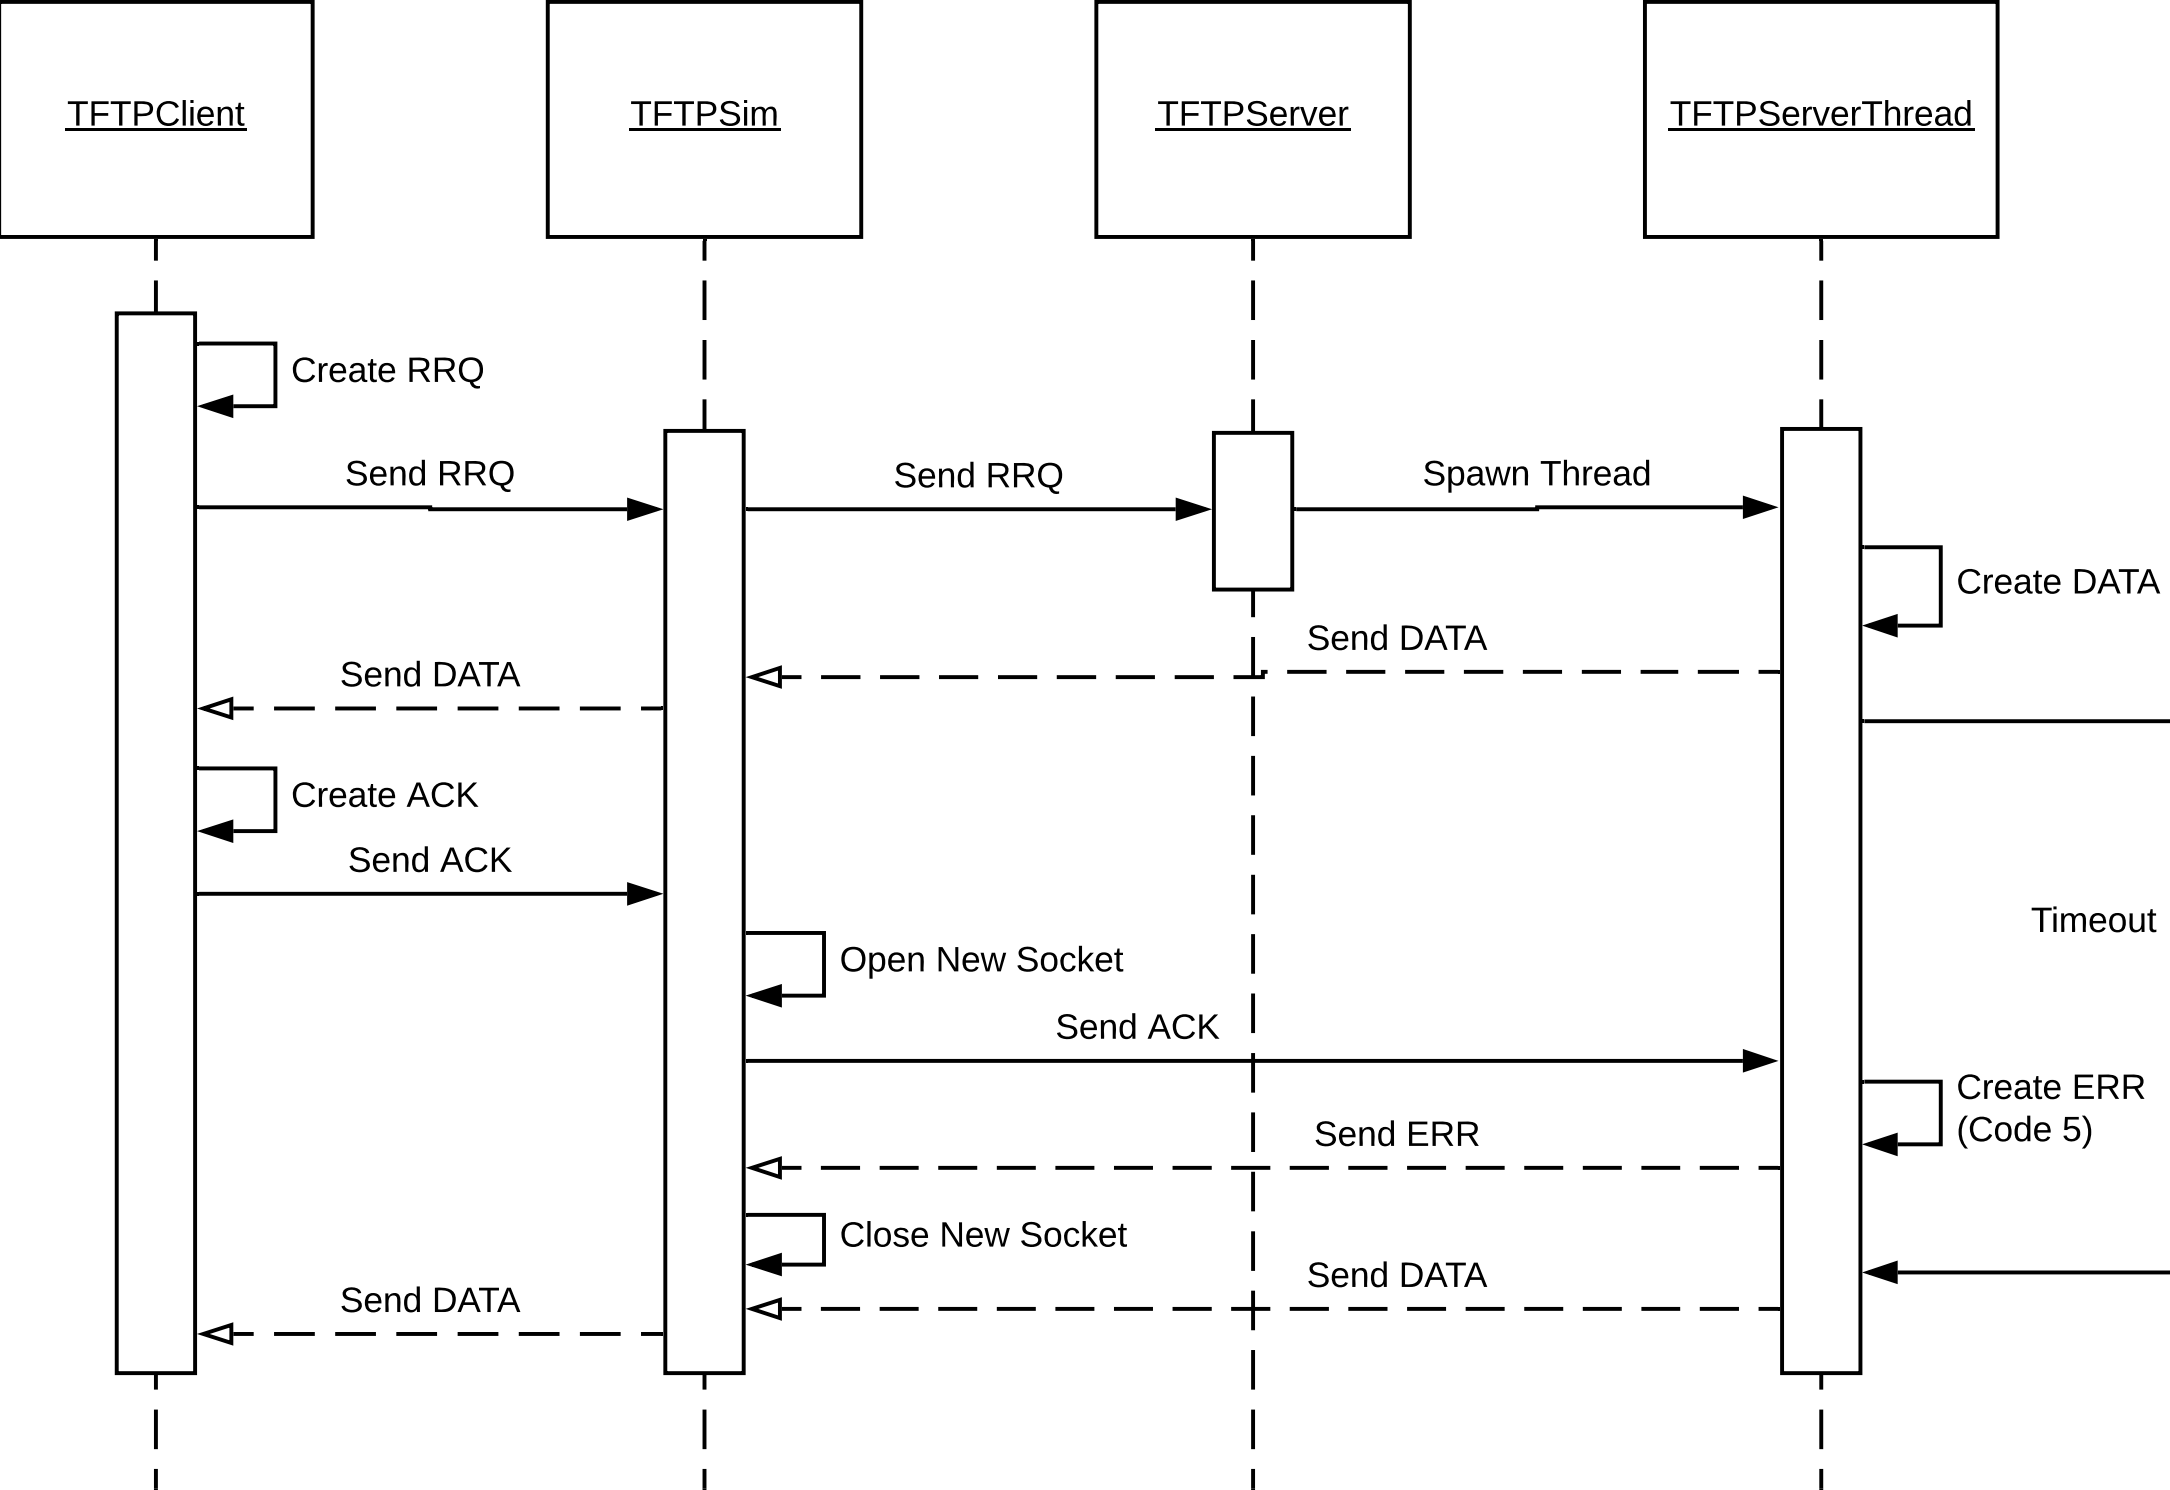 TFTPClient
TFTPSim
TFTPServer
TFTPServerThread
Create RRQ
Send RRQ
Send RRQ
Spawn Thread
Create DATA
Send DATA
Send DATA
Create ACK
Send ACK
Timeout
Open New Socket
Send ACK
Create ERR
(Code 5)
Send ERR
Close New Socket
Send DATA
Send DATA